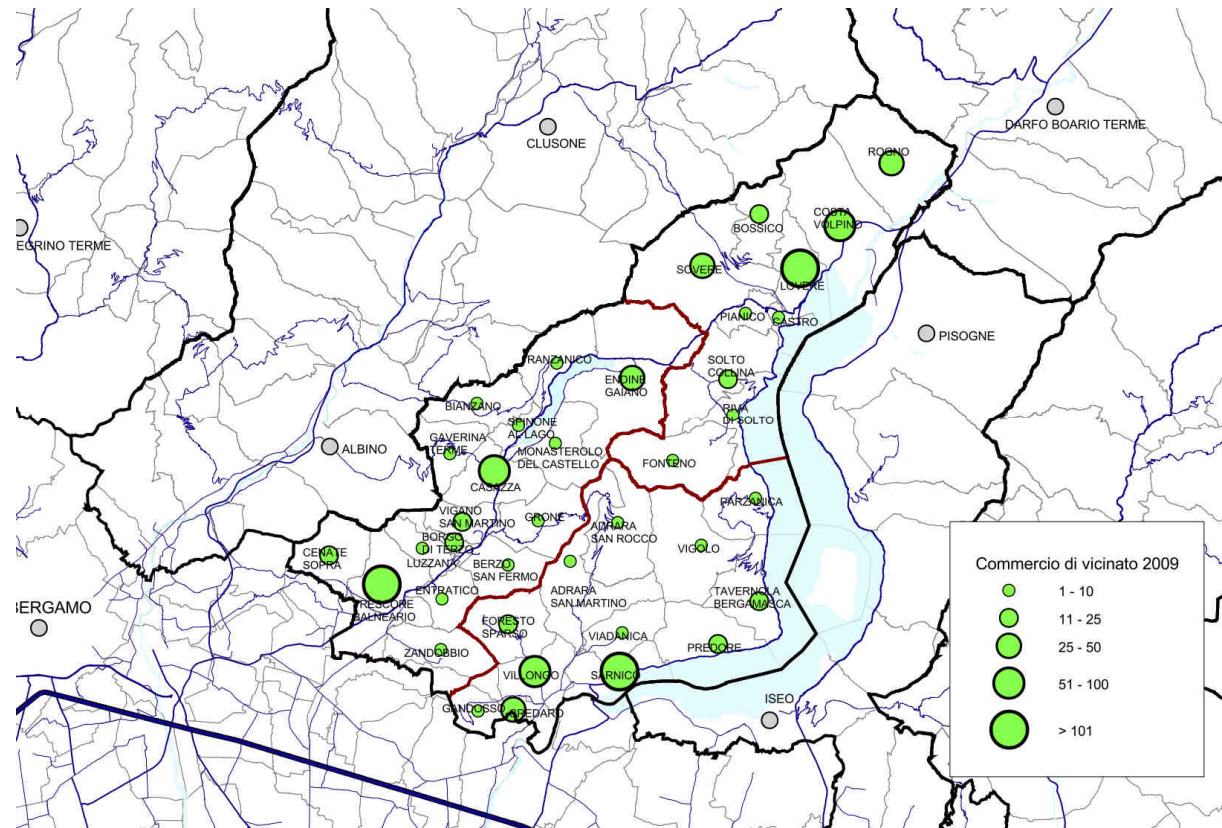 CLUSONE
DARFO BOARIO TERME
ROGNO
EGRINO TERME
BOSSICO
COSTA
VOLPINO
SOVERE
LOVERE
PIANICO
CASTRO
PISOGNE
RANZANICO
ENDINE
GAIANO
SOLTO
COLLINA
BIANZANO
RIVA
DI SOLTO
SPINONE
AL LAGO
GAVERINA
TERME
ALBINO
MONASTEROLO
DEL CASTELLO
FONTENO
CASAZZA
PARZANICA
VIGANO
SAN MARTINO
GRONE
ADRARA
SAN ROCCO
BORGO
DI TERZO
VIGOLO
CENATE
SOPRA
LUZZANA
BERZO
SAN FERMO
ENTRATICO
ADRARA
SAN MARTINO
TAVERNOLA
BERGAMASCA
BERGAMO
TRESCORE
BALNEARIO
FORESTO
SPARSO
VIADANICA
PREDORE
ZANDOBBIO
VILLONGO
SARNICO
GANDOSSO
CREDARO
ISEO
Commercio di vicinato 2009
1 - 10
11 - 25
25 - 50
51 - 100
> 101